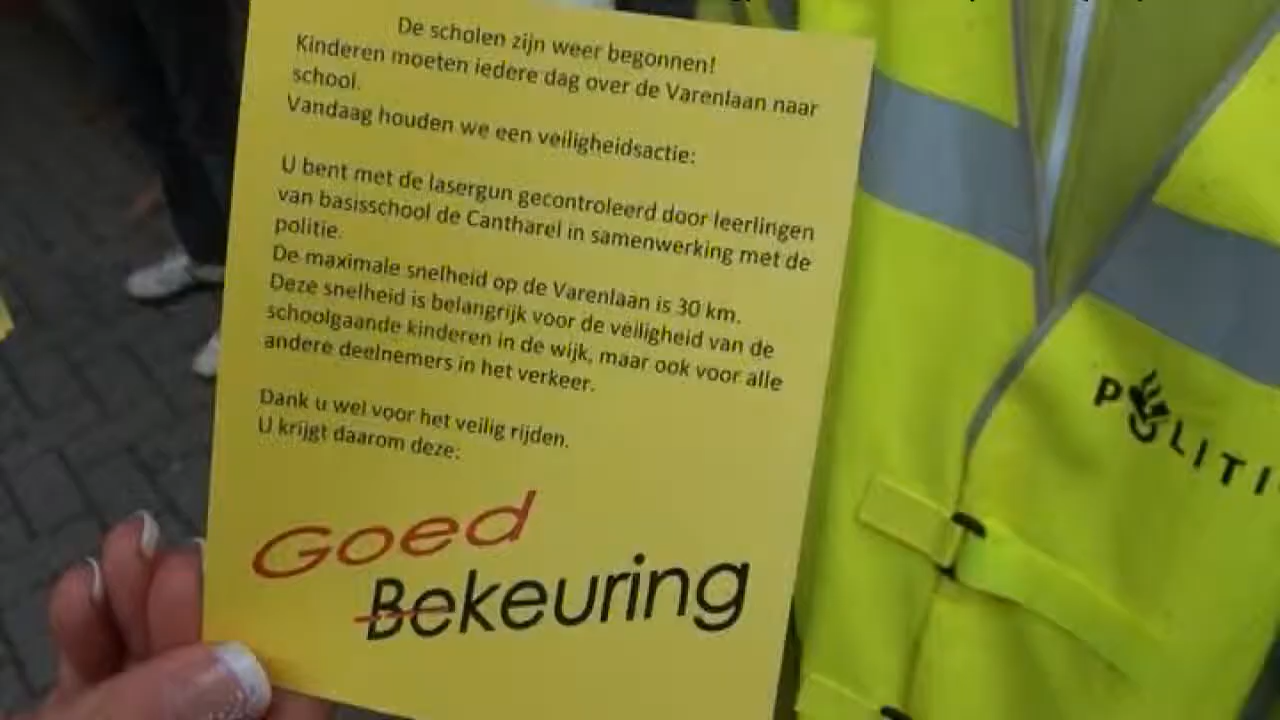 De scholen zijn weer begonnen!
Kinderen moeten iedere dag over de Varenlaan naar
school.
Vandaag houden we een veiligheidsactie:
U bent met de lasergun gecontroleerd door leerlingen
van basisschool de Cantharel in samenwerking met de
politie.
De maximale snelheid op de Varenlaan is 30 km.
Deze snelheid is belangrijk voor de veiligheid van de
schoolgaande kinderen in de wijk, maar ook voor alle
andere deelnemers in het verkeer.
Dank u wel voor het veilig rijden.
U krijgt daarom deze:
Goed
Bekeuring
POLITI